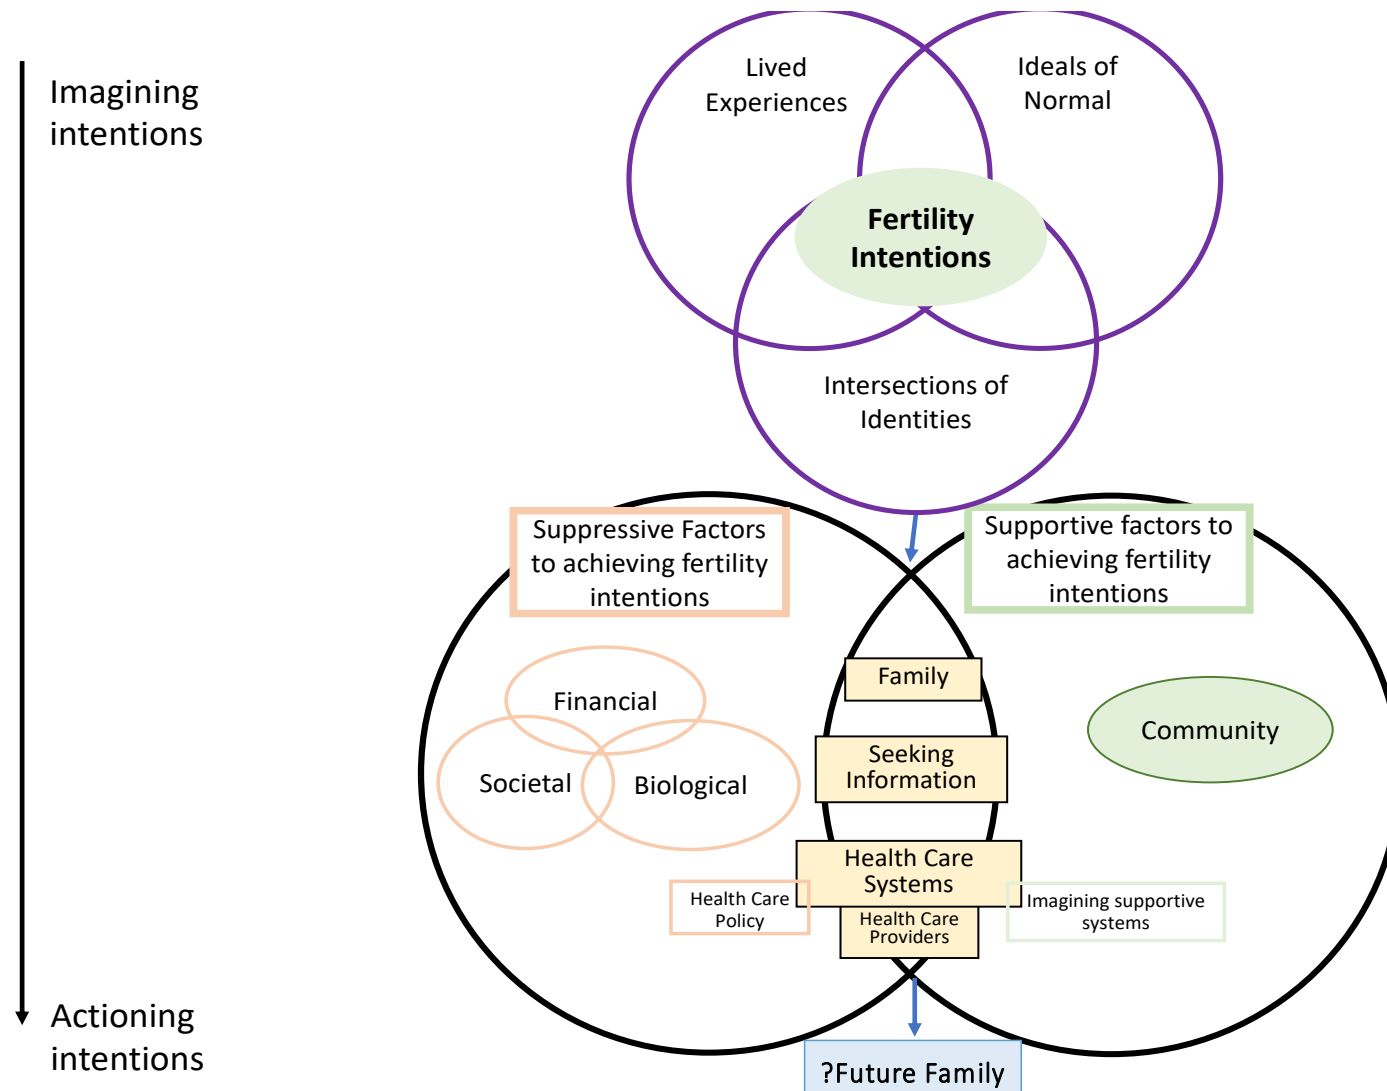 Imagining
intentions
Lived
Experiences
Ideals of
Normal
Fertility
Intentions
Intersections of
Identities
Suppressive Factors
to achieving fertility
intentions
Supportive factors to
achieving fertility
intentions
Family
Financial
Societal
Biological
Seeking
Information
Community
Health Care
Systems
Health Care
Policy
Health Care
Providers
Imagining supportive
systems
Actioning
intentions
?Future Family